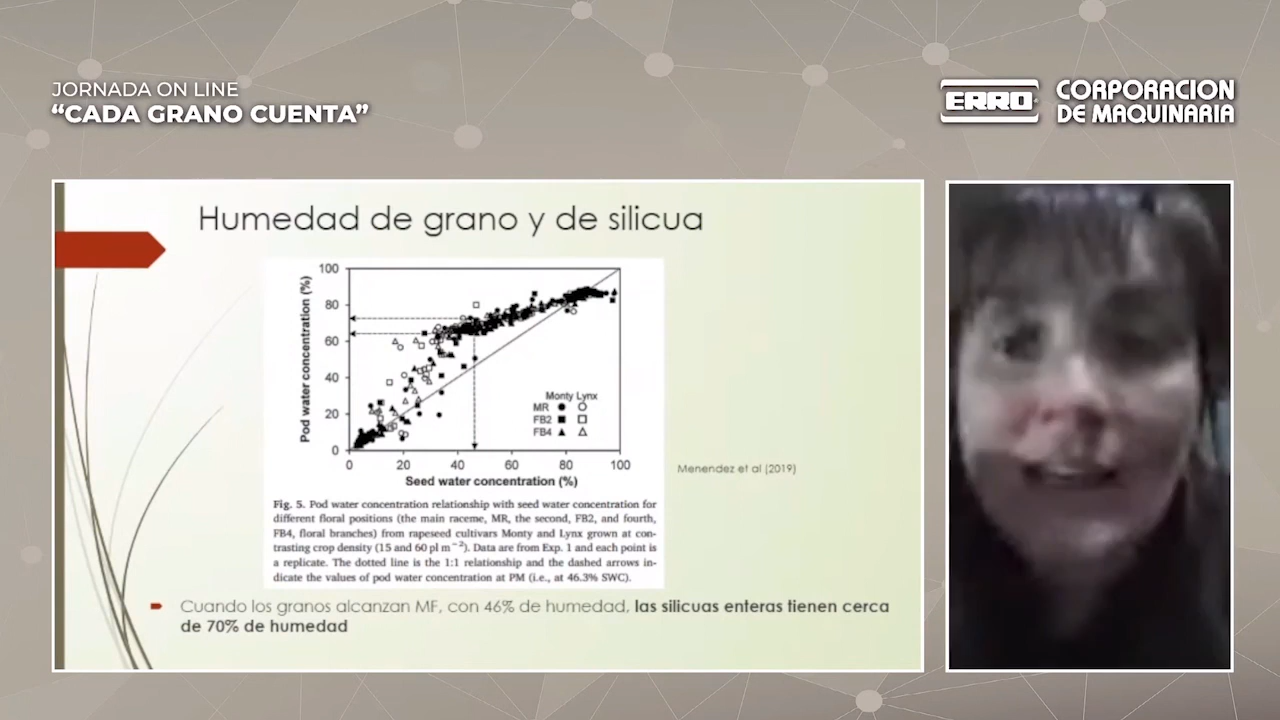 JORNADA ON LINE
“CADA GRANO CUENTA”
ERRO
CORPORACION
DE MAQUINARIA
Humedad de grano y de silicua
Pod water concentration (%)
100
80
60
40
20
0
0 20 40 60 80 100
Seed water concentration (%)
Monty Lynx
MR
FB2
FB4
Menendez et al (2019)
Fig. 5. Pod water concentration relationship with seed water concentration for
different floral positions (the main raceme, MR, the second, FB2, and fourth,
FB4, floral branches) from rapeseed cultivars Monty and Lynx grown at con-
trasting crop density (15 and 60 pl m⁻²). Data are from Exp. 1 and each point is
a replicate. The dotted line is the 1:1 relationship and the dashed arrows in-
dicate the values of pod water concentration at PM (i.e., at 46.3% SWC).
Cuando los granos alcanzan MF, con 46% de humedad, las silicuas enteras tienen cerca
de 70% de humedad